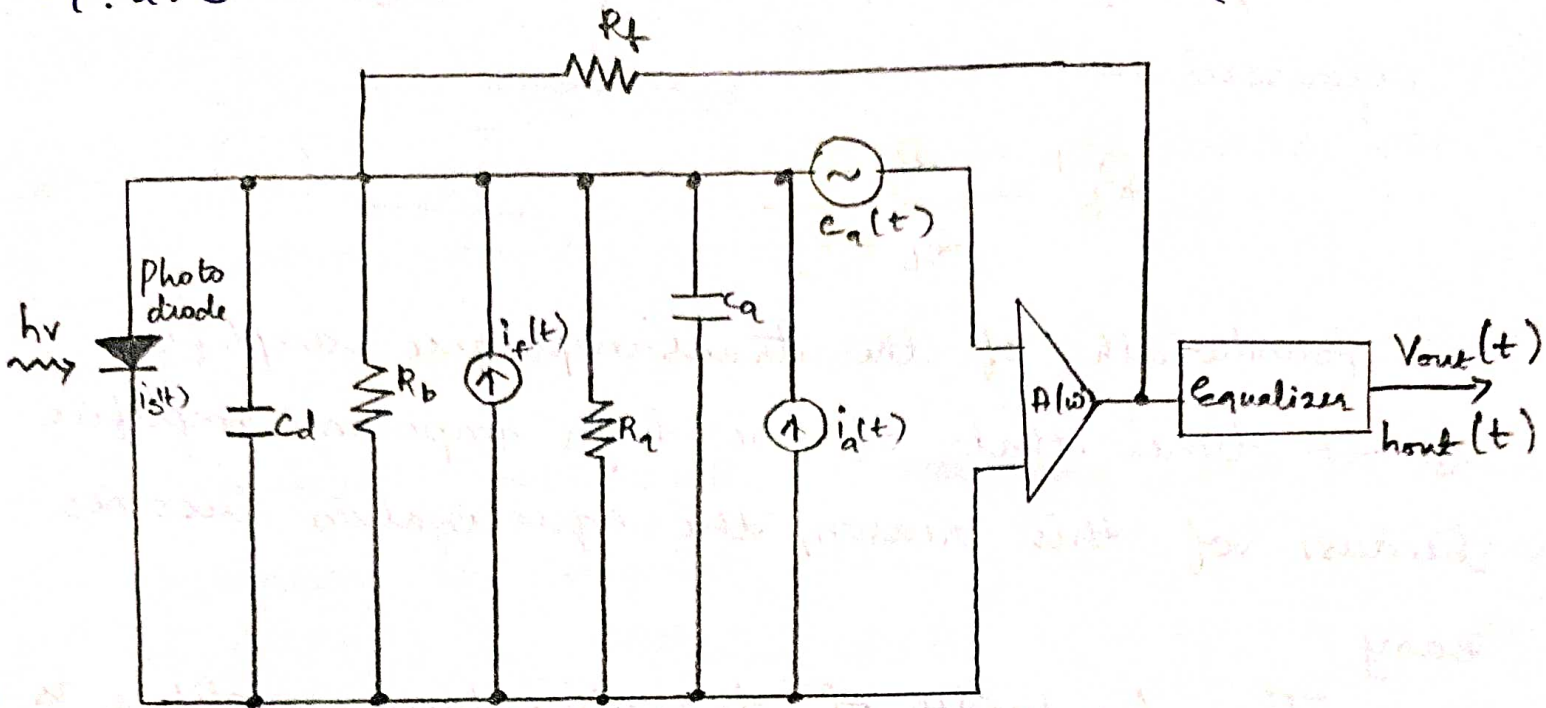 Rf
ea(t)
Photo
diode
hν
is(t)
Cd
Rb
if(t)
Ra
Ca
ia(t)
A(ω)
Equalizer
Vout(t)
hout(t)